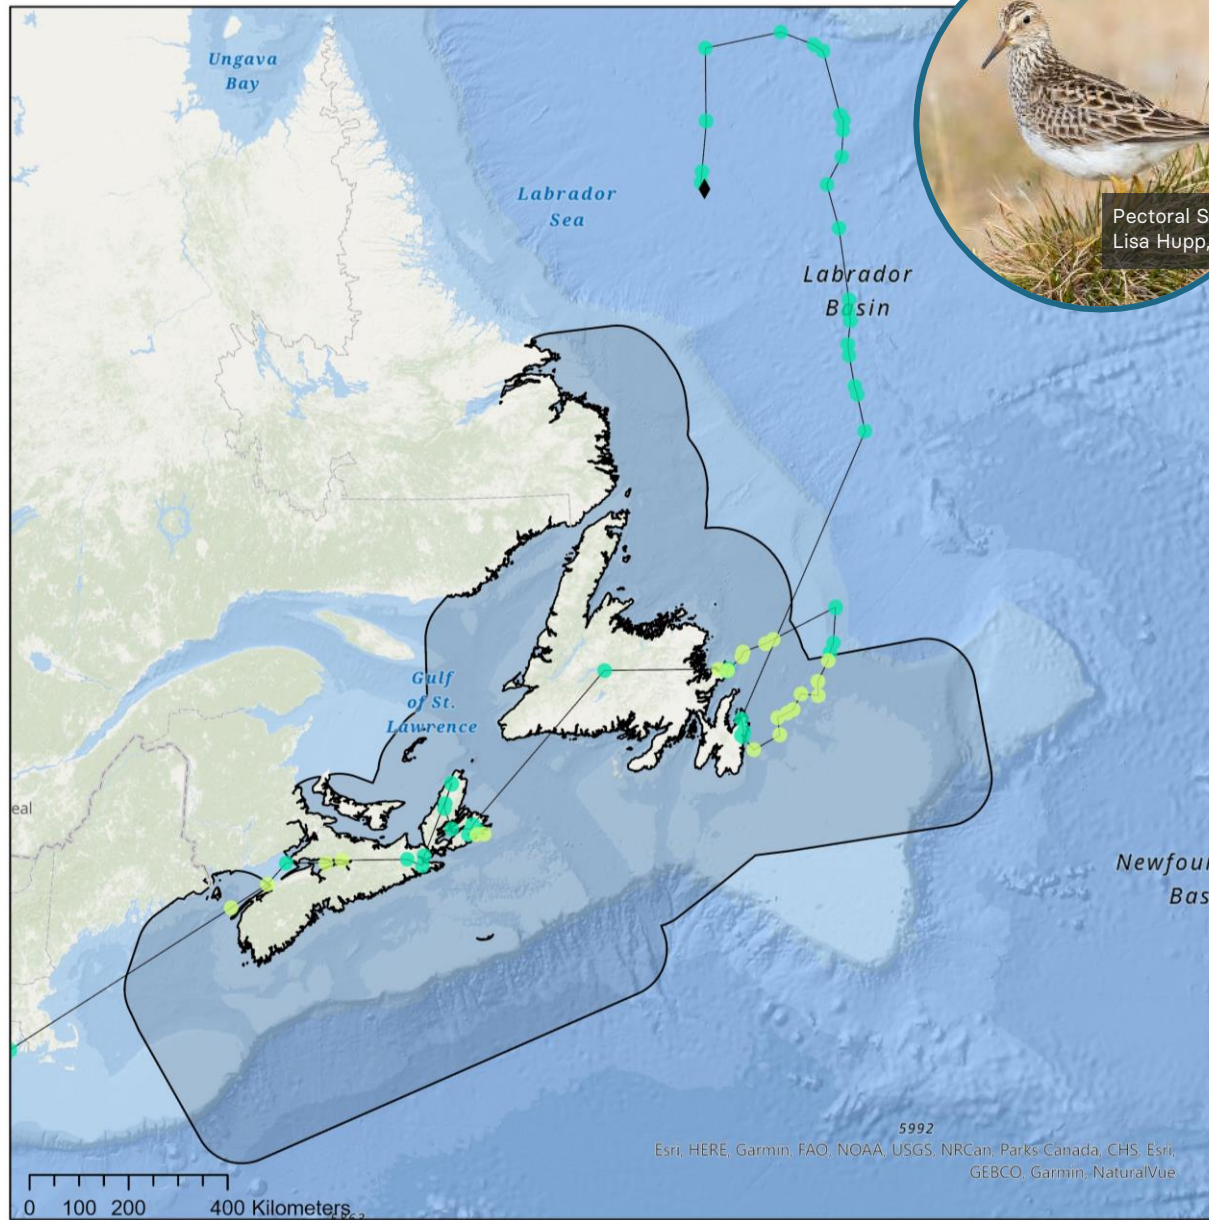 Ungava
Bay
Labrador
Sea
Pectoral S
Lisa Hupp,
Labrador
Basin
Gulf
of St.
Lawrence
eal
Newfour
Bas
5992
Esri, HERE, Garmin, FAO, NOAA, USGS, NRCan, Parks Canada, CHS, Esri,
GEBCO, Garmin, NaturalVue
0 100 200 400 Kilometers